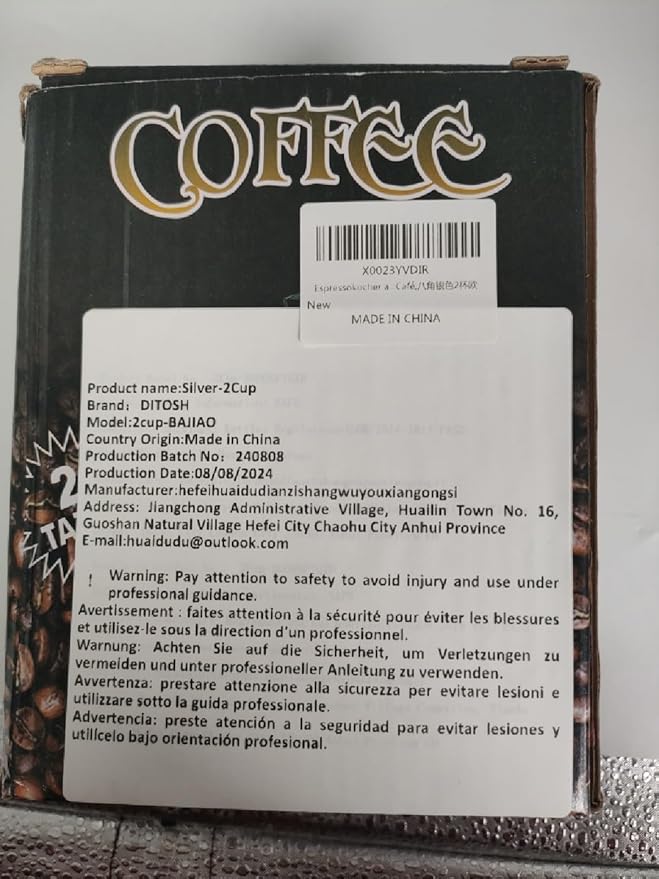 COFFEE
X0023YVDIR
Espressokocher a Café,八角银色2杯欧
New
MADE IN CHINA
2
TA
Product name:Silver-2Cup
Brand： DITOSH
Model:2cup-BAJIAO
Country Origin:Made in China
Production Batch No： 240808
Production Date:08/08/2024
Manufacturer:hefeihuaidudianzishangwuyouxiangongsi
Address: Jiangchong Administrative Village, Huailin Town No. 16,
Guoshan Natural Village Hefei City Chaohu City Anhui Province
E-mail:huaidudu@outlook.com
! Warning: Pay attention to safety to avoid injury and use under
professional guidance.
Avertissement : faites attention à la sécurité pour éviter les blessures
et utilisez-le sous la direction d'un professionnel.
Warnung: Achten Sie auf die Sicherheit, um Verletzungen zu
vermeiden und unter professioneller Anleitung zu verwenden.
Avvertenza: prestare attenzione alla sicurezza per evitare lesioni e
utilizzare sotto la guida professionale.
Advertencia: preste atención a la seguridad para evitar lesiones y
utilícelo bajo orientación profesional.